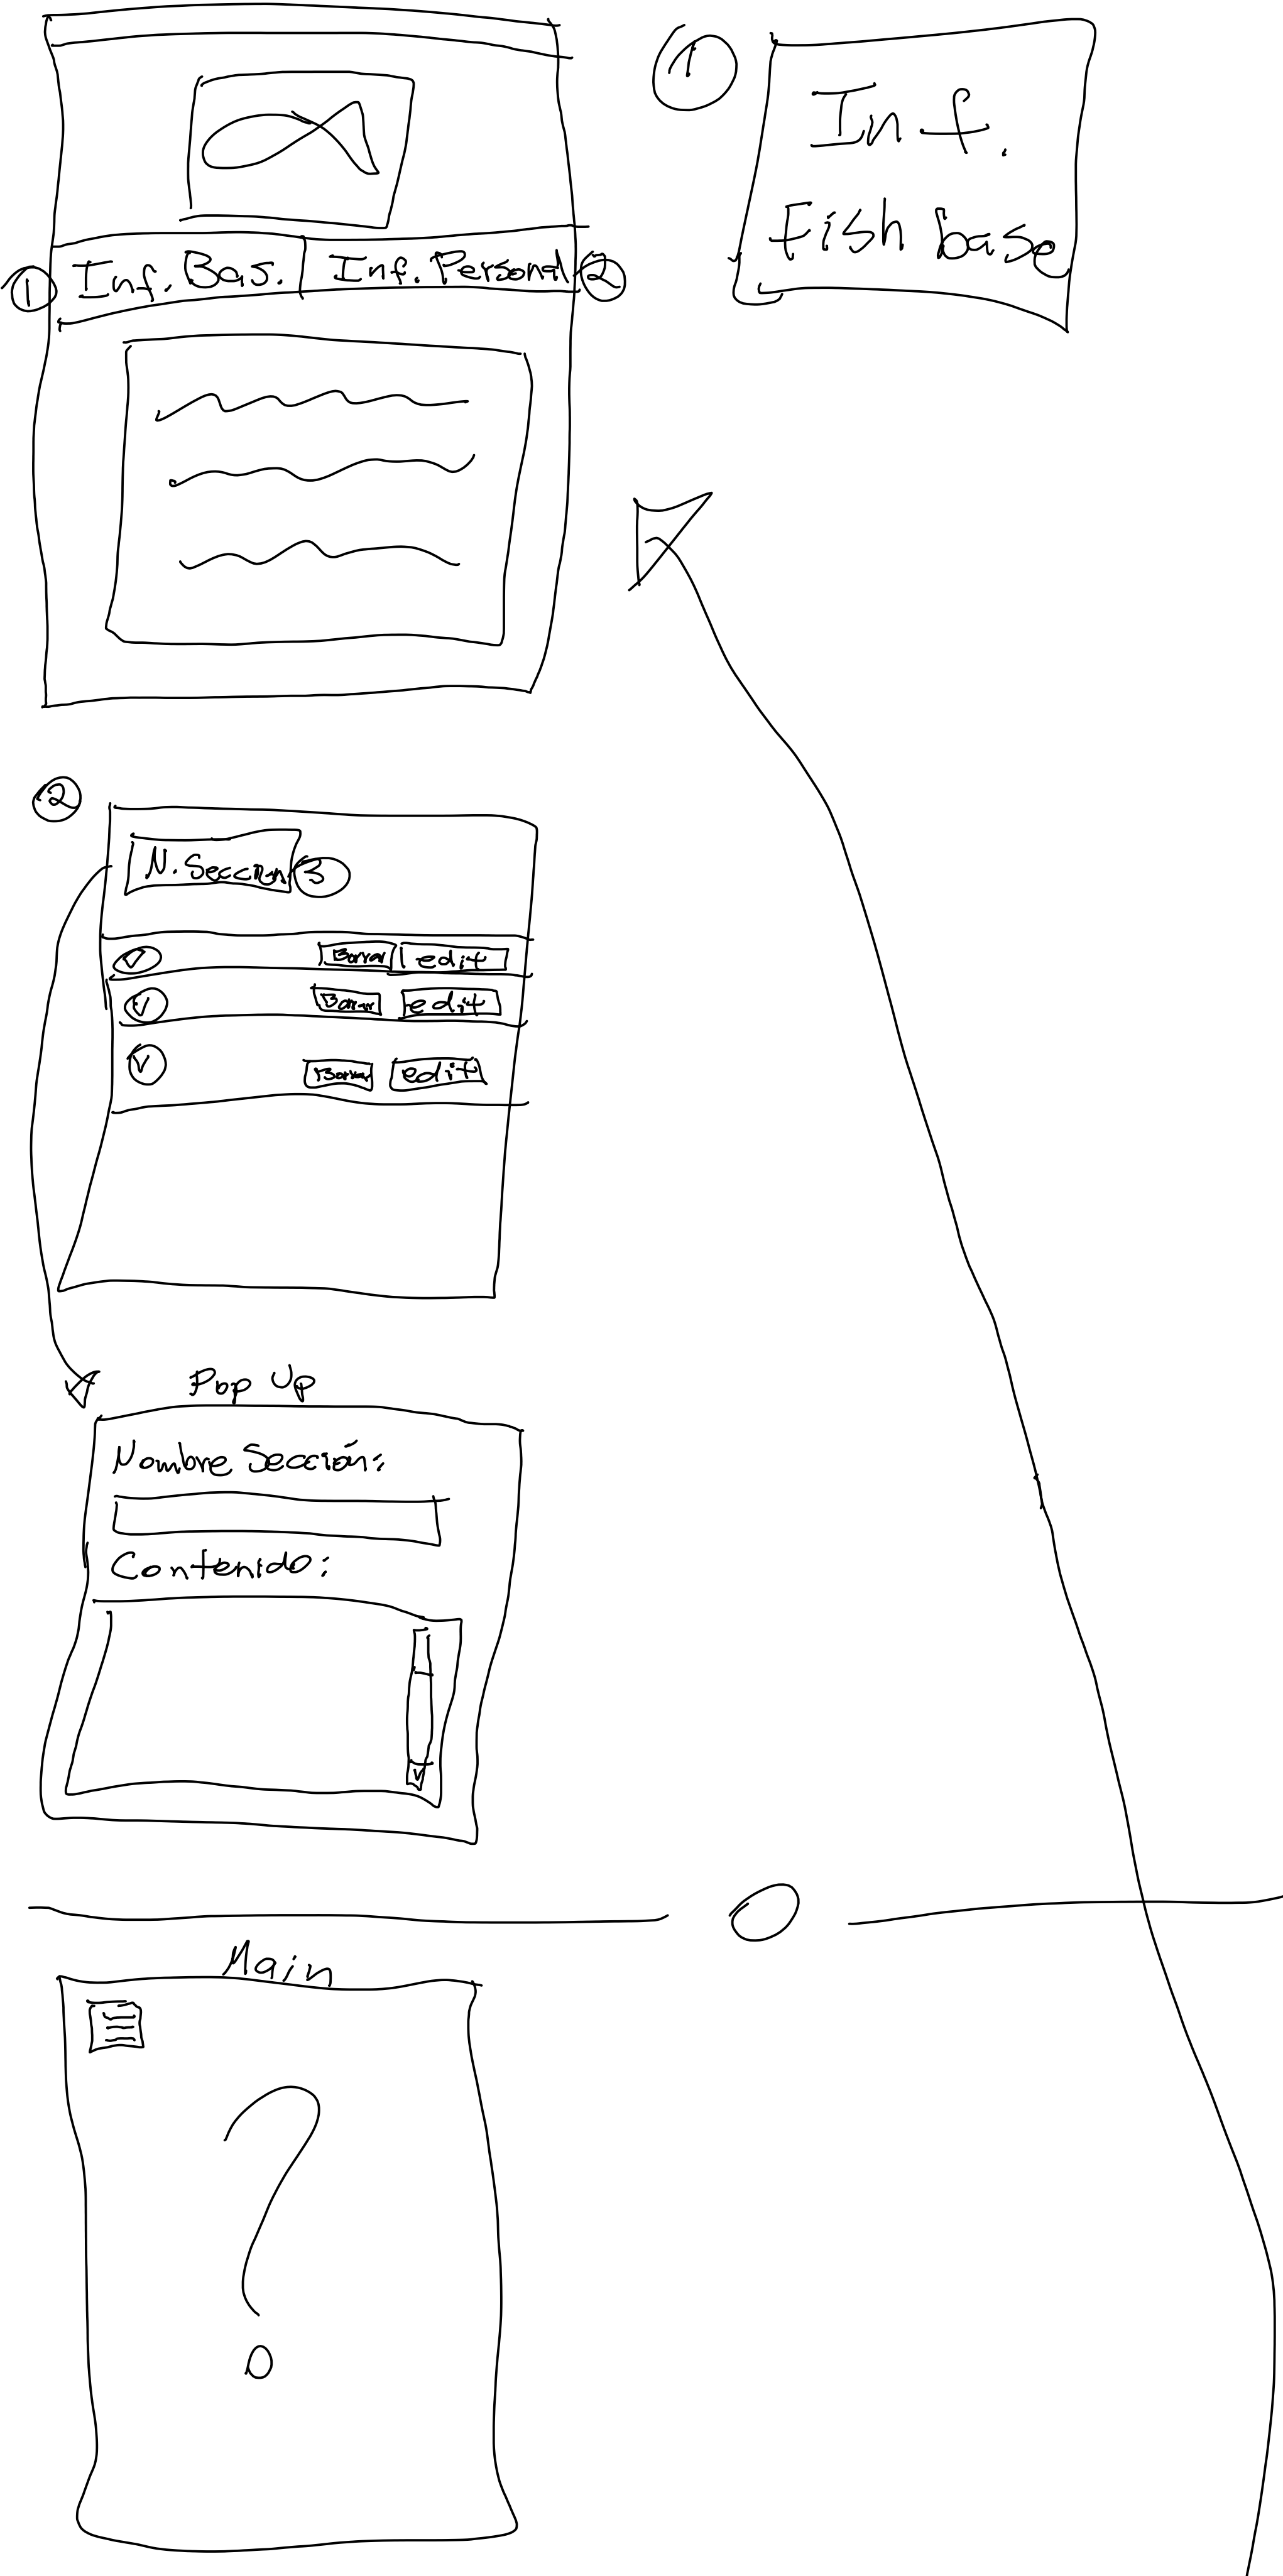 1
Inf.
Fish base
1 Inf. Bas. Inf. Personal 2
2
N. Seccion 3
Borrar edit
Borrar edit
Borrar edit
Pop Up
Nombre Sección:
Contenido:
Main
?